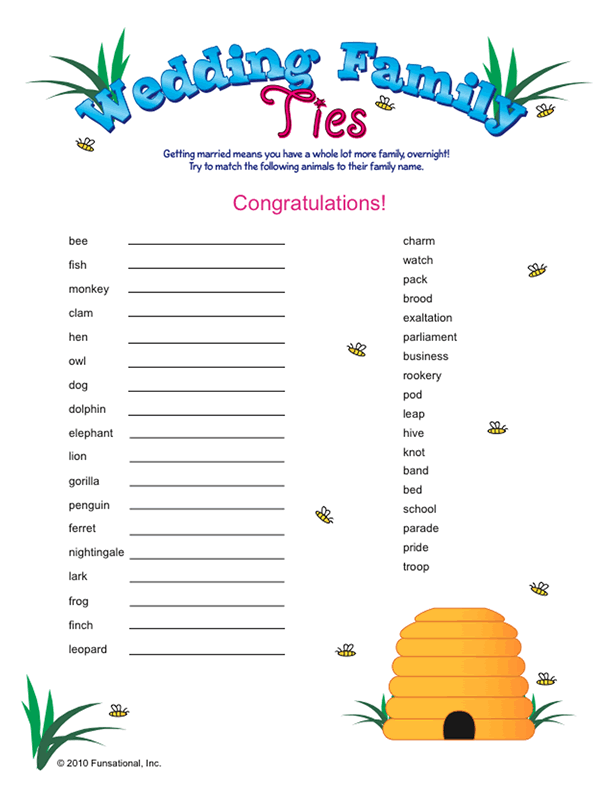 Wedding Family
Ties
Getting married means you have a whole lot more family, overnight!
Try to match the following animals to their family name.
Congratulations!
bee
fish
monkey
clam
hen
owl
dog
dolphin
elephant
lion
gorilla
penguin
ferret
nightingale
lark
frog
finch
leopard
charm
watch
pack
brood
exaltation
parliament
business
rookery
pod
leap
hive
knot
band
bed
school
parade
pride
troop
© 2010 Funsational, Inc.